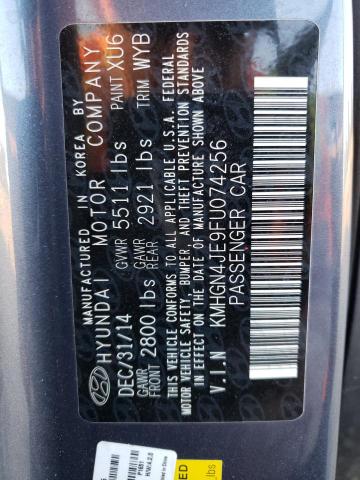 MANUFACTURED IN KOREA BY
HYUNDAI MOTOR COMPANY
DEC/31/14 GVWR 5511 lbs PAINT XU6
GAWR FRONT 2800 lbs GAWR REAR 2921 lbs TRIM WYB
THIS VEHICLE CONFORMS TO ALL APPLICABLE U.S.A. FEDERAL
MOTOR VEHICLE SAFETY, BUMPER, AND THEFT PREVENTION STANDARDS
IN EFFECT ON THE DATE OF MANUFACTURE SHOWN ABOVE
V.I.N KMHGN4JE9FU074256
PASSENGER CAR
lbs